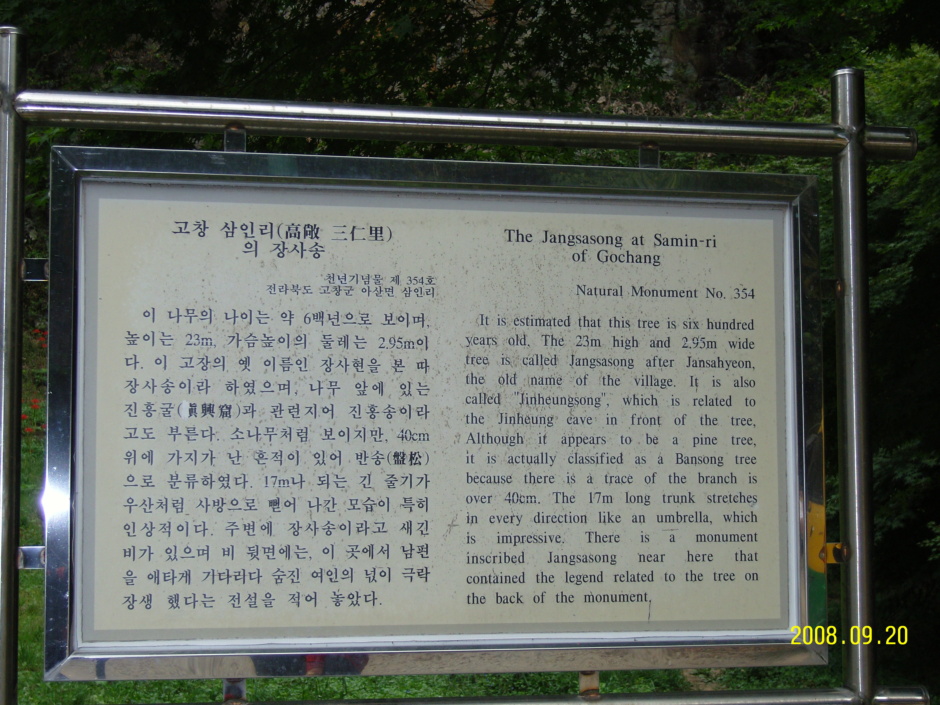 고창 삼인리(高敞 三仁里)
의 장사송
천년기념물 제 354호
전라북도 고창군 아산면 삼인리
이 나무의 나이는 약 6백년으로 보이며,
높이는 23m, 가슴높이의 둘레는 2.95m이
다. 이 고장의 옛 이름인 장사현을 본 따
장사송이라 하였으며, 나무 앞에 있는
진흥굴(眞興窟)과 관련지어 진흥송이라
고도 부른다. 소나무처럼 보이지만, 40cm
위에 가지가 난 흔적이 있어 반송(盤松)
으로 분류하였다. 17m나 되는 긴 줄기가
우산처럼 사방으로 뻗어 나간 모습이 특히
인상적이다. 주변에 장사송이라고 새긴
비가 있으며 비 뒷면에는, 이 곳에서 남편
을 애타게 기다리다 숨진 여인의 넋이 극락
장생 했다는 전설을 적어 놓았다.
The Jangsasong at Samin-ri
of Gochang
Natural Monument No. 354
It is estimated that this tree is six hundred
years old. The 23m high and 2.95m wide
tree is called Jangsasong after Jansahyeon,
the old name of the village. It is also
called "Jinheungsong", which is related to
the Jinheung cave in front of the tree.
Although it appears to be a pine tree,
it is actually classified as a Bansong tree
because there is a trace of the branch is
over 40cm. The 17m long trunk stretches
in every direction like an umbrella, which
is impressive. There is a monument
inscribed Jangsasong near here that
contained the legend related to the tree on
the back of the monument.
2008.09.20